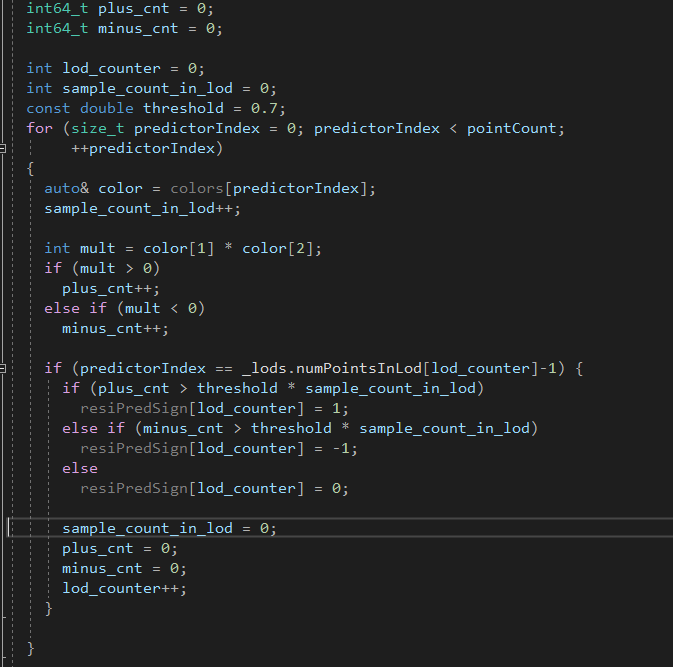 int64_t plus_cnt = 0;
int64_t minus_cnt = 0;
int lod_counter = 0;
int sample_count_in_lod = 0;
const double threshold = 0.7;
for (size_t predictorIndex = 0; predictorIndex < pointCount;
++predictorIndex)
{
auto& color = colors[predictorIndex];
sample_count_in_lod++;
int mult = color[1] * color[2];
if (mult > 0)
plus_cnt++;
else if (mult < 0)
minus_cnt++;
if (predictorIndex == _lods.numPointsInLod[lod_counter]-1) {
if (plus_cnt > threshold * sample_count_in_lod)
resiPredSign[lod_counter] = 1;
else if (minus_cnt > threshold * sample_count_in_lod)
resiPredSign[lod_counter] = -1;
else
resiPredSign[lod_counter] = 0;
sample_count_in_lod = 0;
plus_cnt = 0;
minus_cnt = 0;
lod_counter++;
}
}